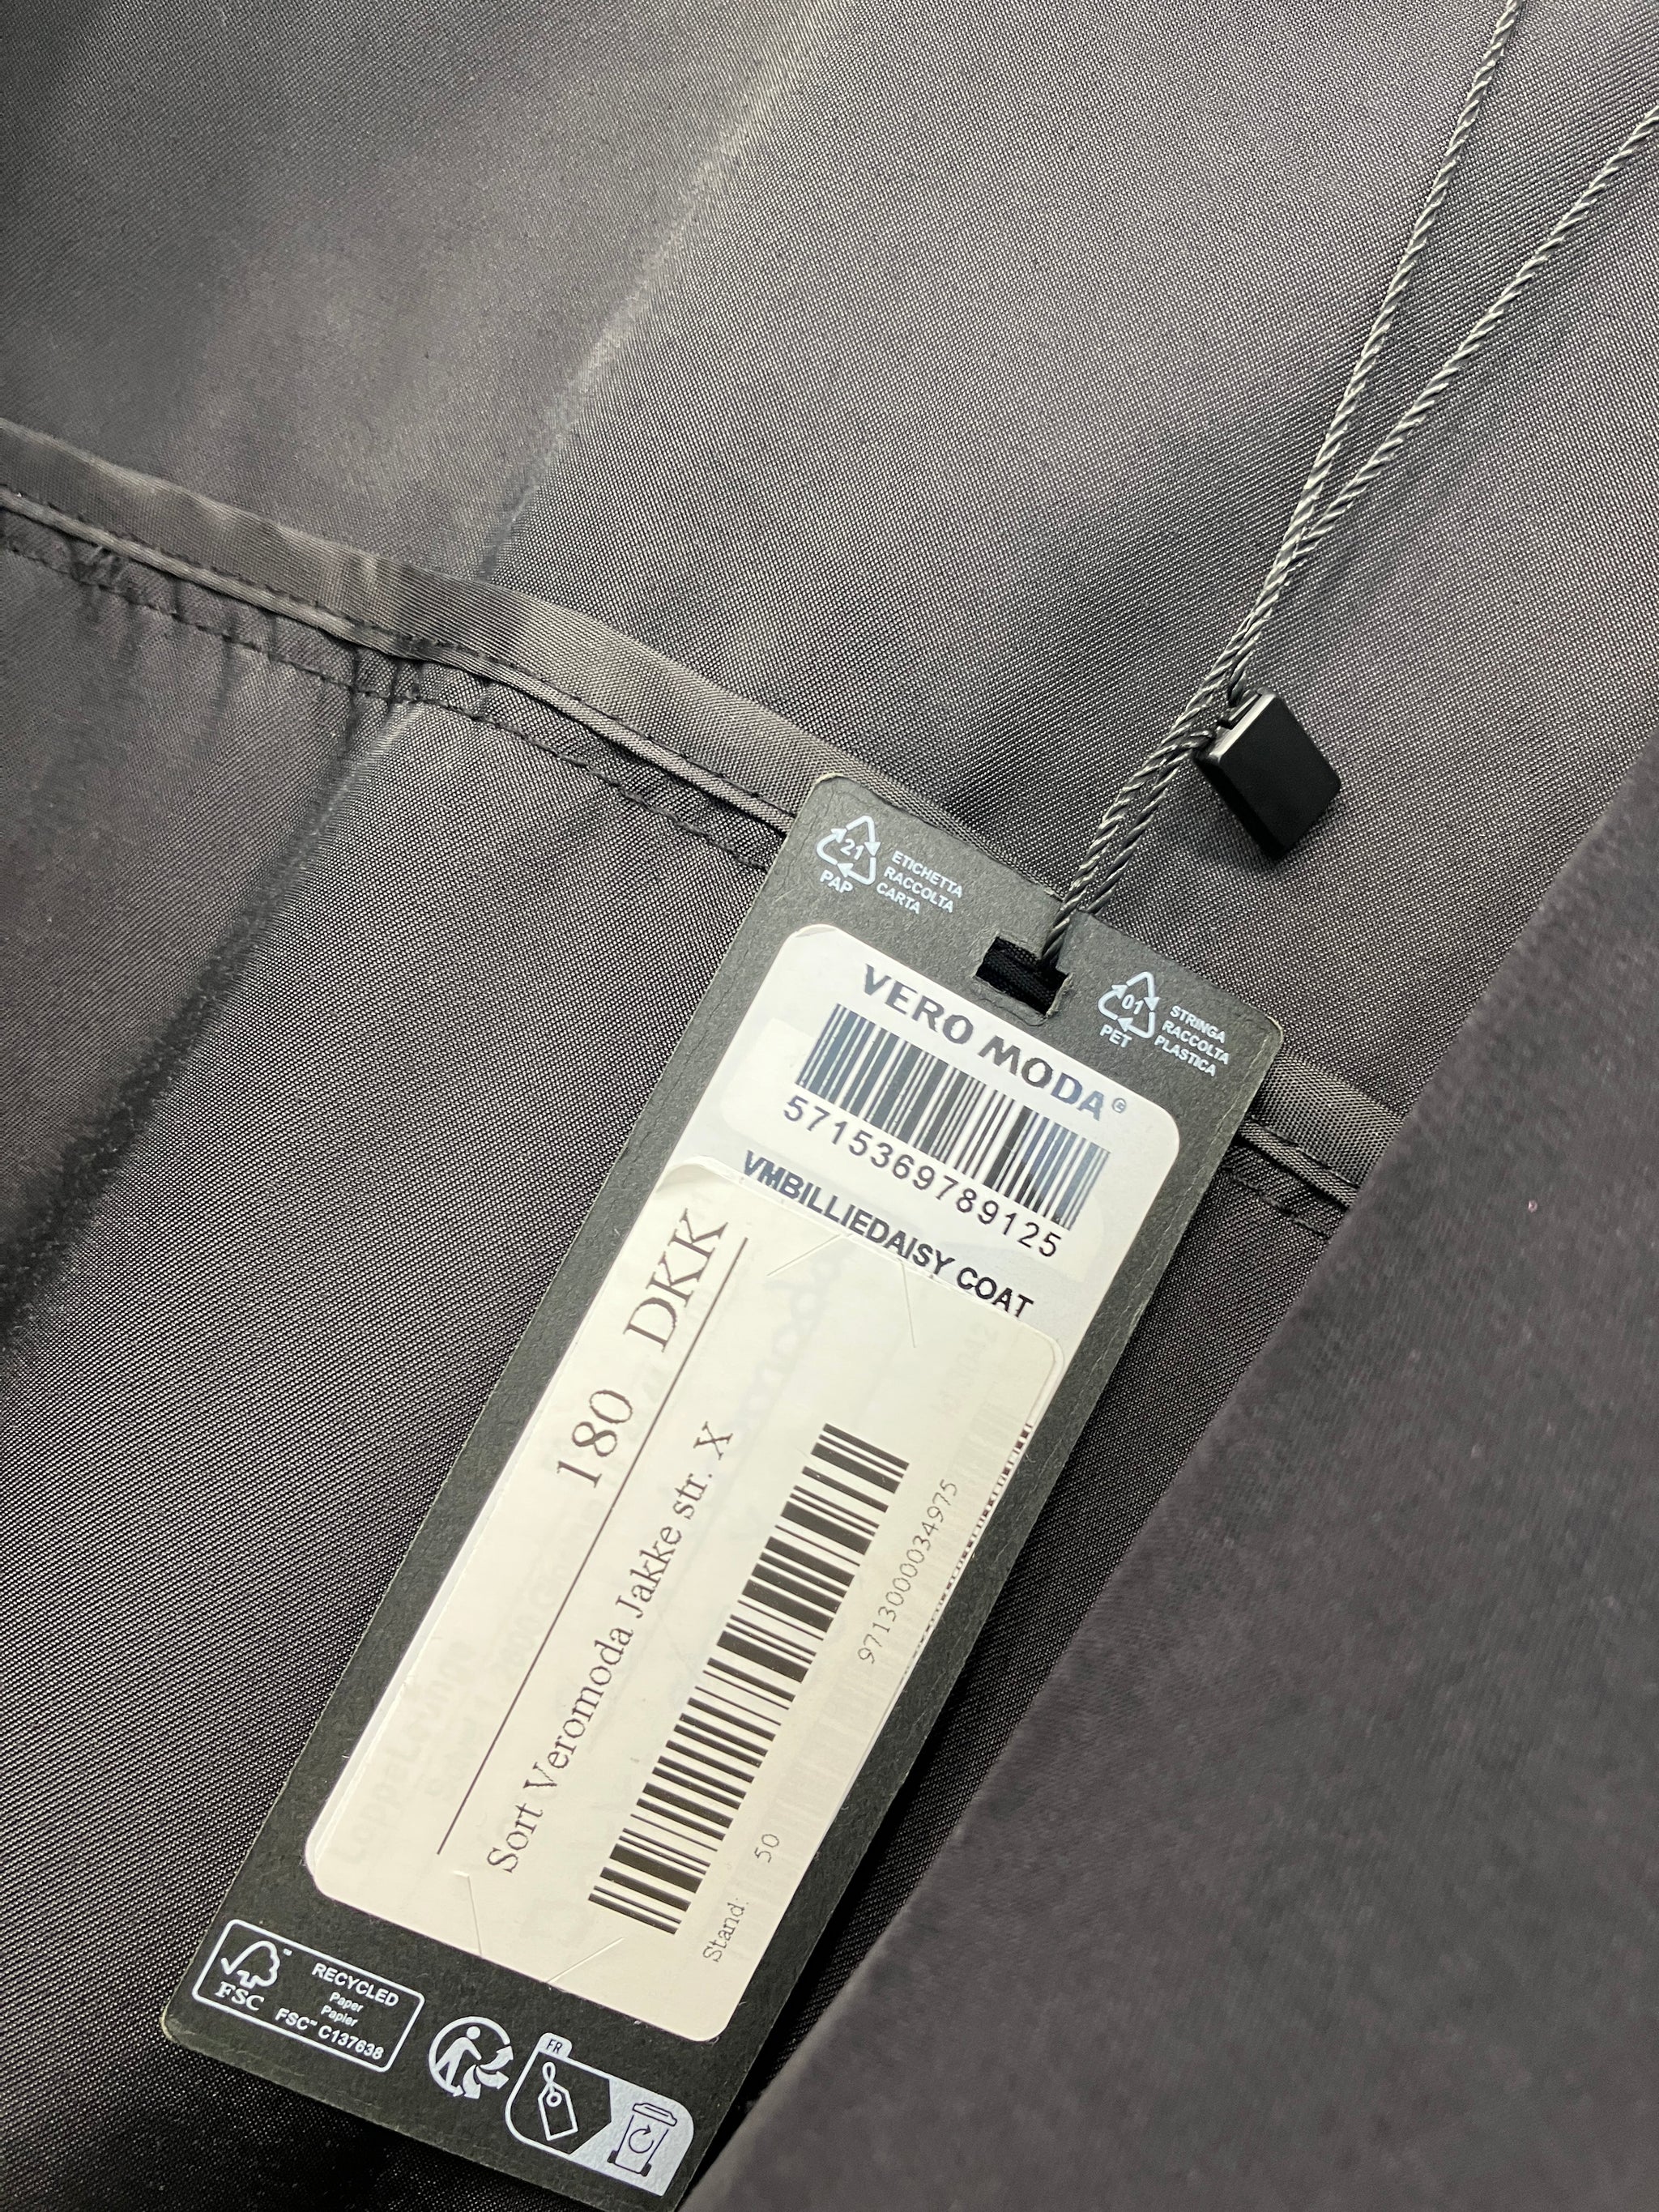 21
PAP
ETICHETTA
RACCOLTA
CARTA
01
PET
STRINGA
RACCOLTA
PLASTICA
VERO MODA®
5715369789125
VMBILLIEDAISY COAT
180 DKK
Sort Veromoda Jakke str. X
9713000034975
Stand: 50
FSC™
RECYCLED
Paper
Papier
FSC™ C137638
FR